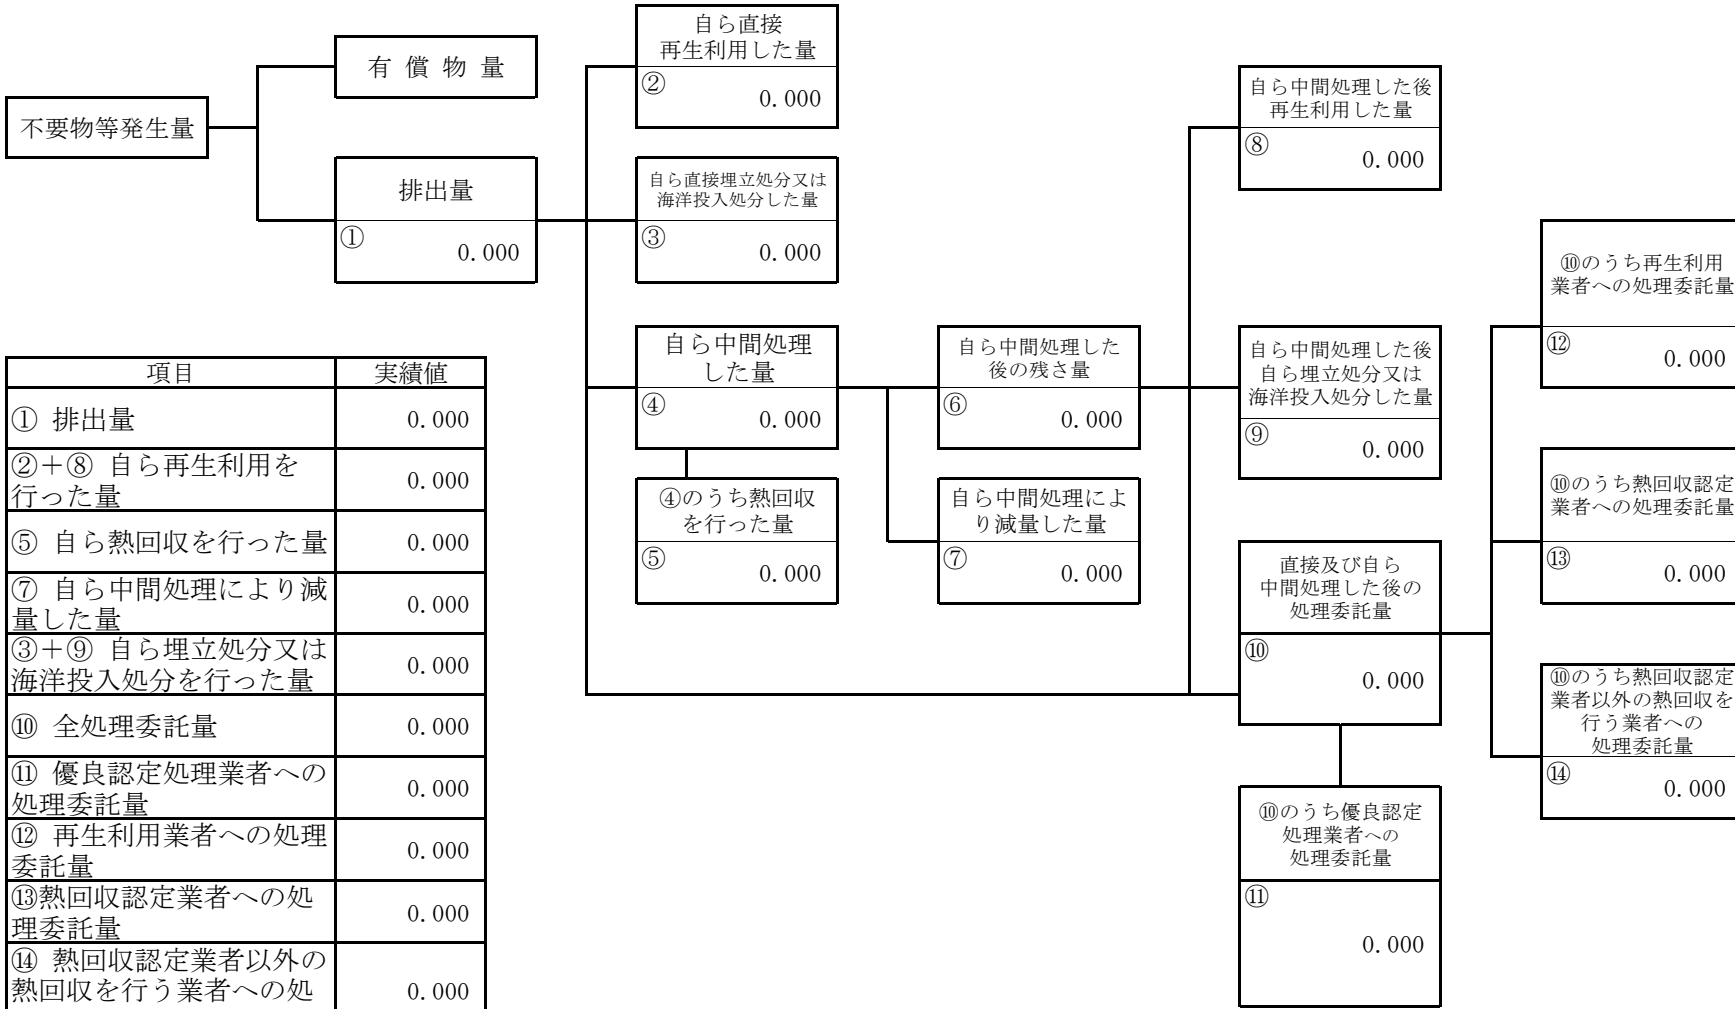 不要物等発生量
有 償 物 量
排出量
①
0.000
自ら直接
再生利用した量
②
0.000
自ら直接埋立処分又は
海洋投入処分した量
③
0.000
自ら中間処理
した量
④
0.000
④のうち熱回収
を行った量
⑤
0.000
自ら中間処理した
後の残さ量
⑥
0.000
自ら中間処理によ
り減量した量
⑦
0.000
自ら中間処理した後
再生利用した量
⑧
0.000
自ら中間処理した後
自ら埋立処分又は
海洋投入処分した量
⑨
0.000
直接及び自ら
中間処理した後の
処理委託量
⑩
0.000
⑩のうち優良認定
処理業者への
処理委託量
⑪
0.000
⑩のうち再生利用
業者への処理委託量
⑫
0.000
⑩のうち熱回収認定
業者への処理委託量
⑬
0.000
⑩のうち熱回収認定
業者以外の熱回収を
行う業者への
処理委託量
⑭
0.000
項目 実績値
① 排出量 0.000
②＋⑧ 自ら再生利用を
行った量 0.000
⑤ 自ら熱回収を行った量 0.000
⑦ 自ら中間処理により減
量した量 0.000
③＋⑨ 自ら埋立処分又は
海洋投入処分を行った量 0.000
⑩ 全処理委託量 0.000
⑪ 優良認定処理業者への
処理委託量 0.000
⑫ 再生利用業者への処理
委託量 0.000
⑬熱回収認定業者への処
理委託量 0.000
⑭ 熱回収認定業者以外の
熱回収を行う業者への処 0.000